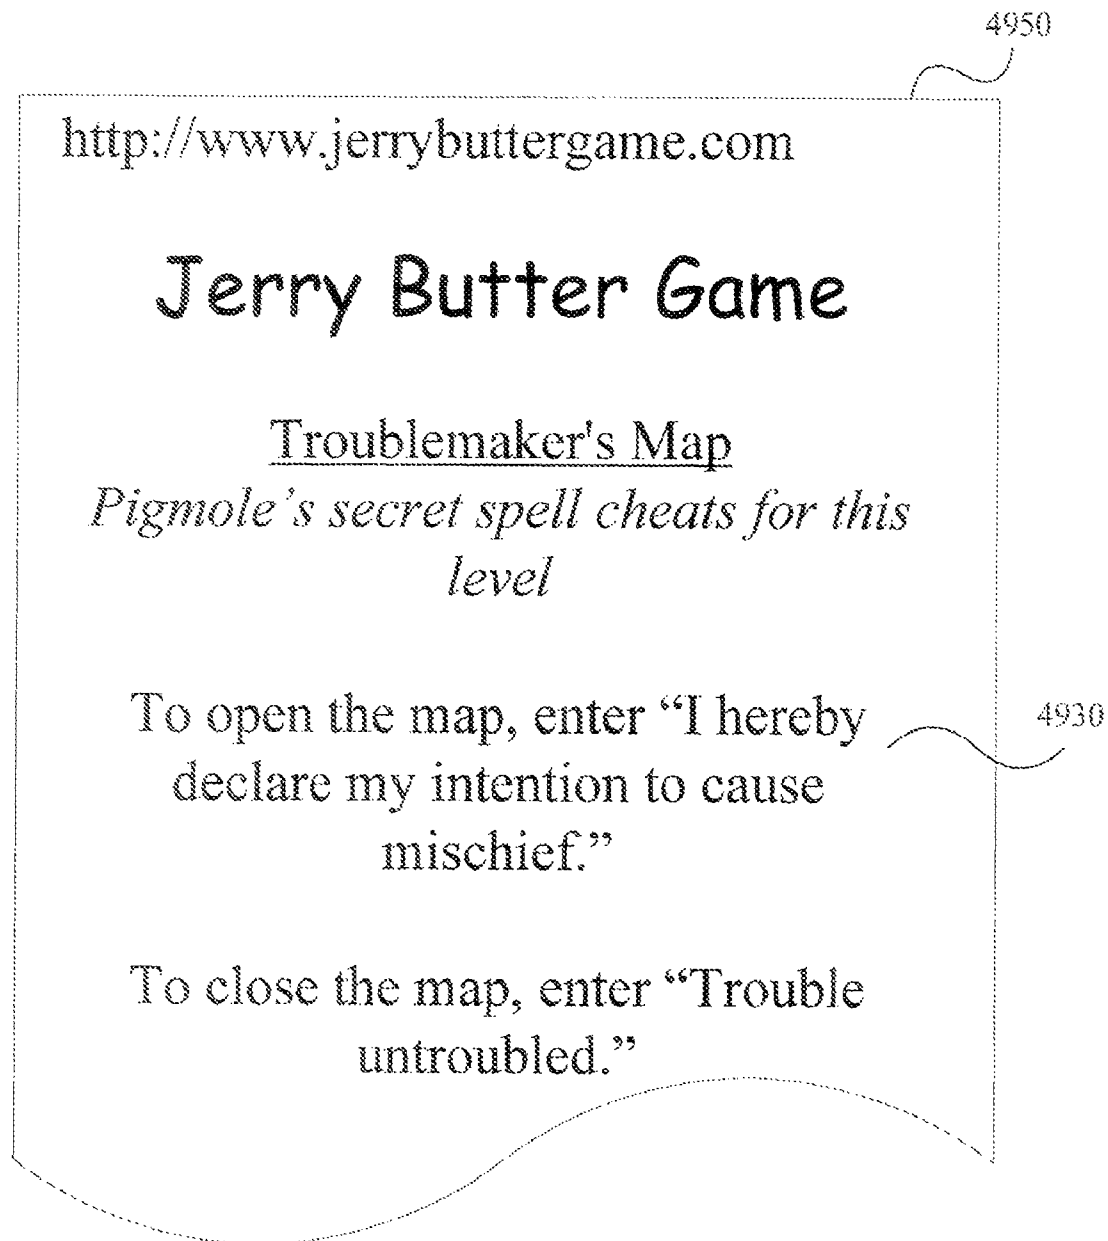 4950
http://www.jerrybuttergame.com
Jerry Butter Game
Troublemaker's Map
Pigmole's secret spell cheats for this
level
To open the map, enter “I hereby
4930
declare my intention to cause
mischief.”
To close the map, enter “Trouble
untroubled.”